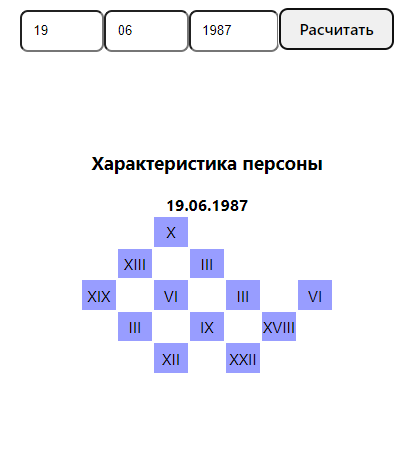 19 06 1987 Расчитать
Характеристика персоны
19.06.1987
X
XIII III
XIX VI III VI
III IX XVIII
XII XXII